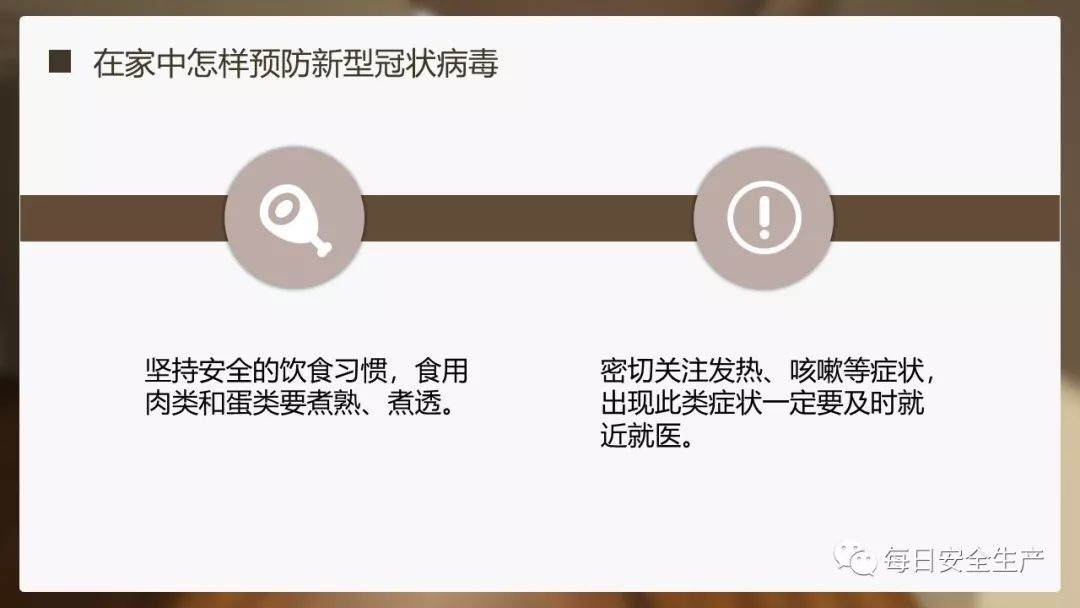 在家中怎样预防新型冠状病毒
坚持安全的饮食习惯，食用
肉类和蛋类要煮熟、煮透。
密切关注发热、咳嗽等症状，
出现此类症状一定要及时就
近就医。
每日安全生产